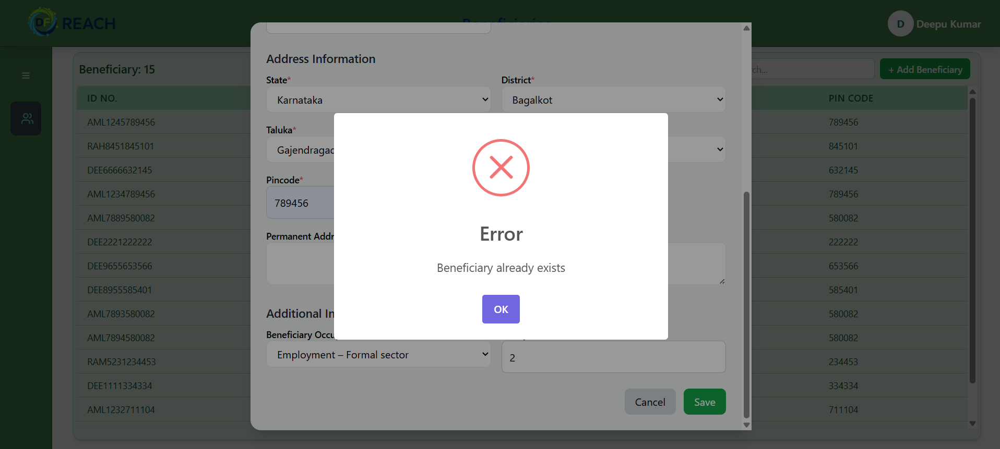 DF REACH
Beneficiaries
D Deepu Kumar
Beneficiary: 15
ch...
+ Add Beneficiary
ID NO.
PIN CODE
AML1245789456
789456
RAH8451845101
845101
DEE6666632145
632145
AML1234789456
789456
AML7889580082
580082
DEE2221222222
222222
DEE9655653566
653566
DEE8955585401
585401
AML7893580082
580082
AML7894580082
580082
RAM5231234453
234453
DEE1111334334
334334
AML1232711104
711104
Address Information
State*
District*
Karnataka
Bagalkot
Taluka*
Gajendragad
Pincode*
789456
Permanent Addr
Additional In
Beneficiary Occu
Employment – Formal sector
2
Cancel
Save
Error
Beneficiary already exists
OK